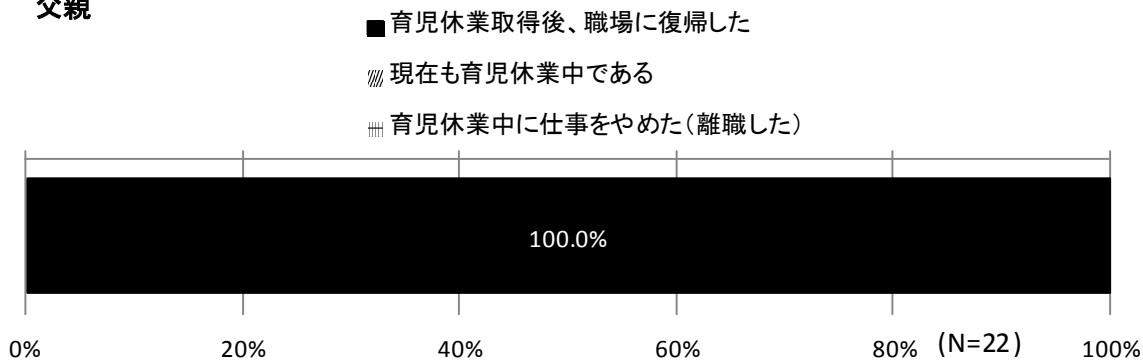 父親
育児休業取得後、職場に復帰した
現在も育児休業中である
育児休業中に仕事をやめた(離職した)
100.0%
0% 20% 40% 60% 80% (N=22) 100%